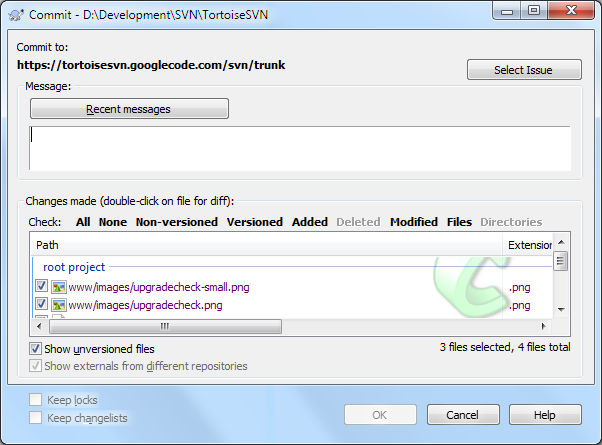 Commit - D:\Development\SVN\TortoiseSVN
Commit to:
https://tortoisesvn.googlecode.com/svn/trunk
Select Issue
Message:
Recent messages
Changes made (double-click on file for diff):
Check: All None Non-versioned Versioned Added Deleted Modified Files Directories
Path Extension
root project
www/images/upgradecheck-small.png .png
www/images/upgradecheck.png .png
Show unversioned files
3 files selected, 4 files total
Show externals from different repositories
Keep locks
Keep changelists
OK Cancel Help